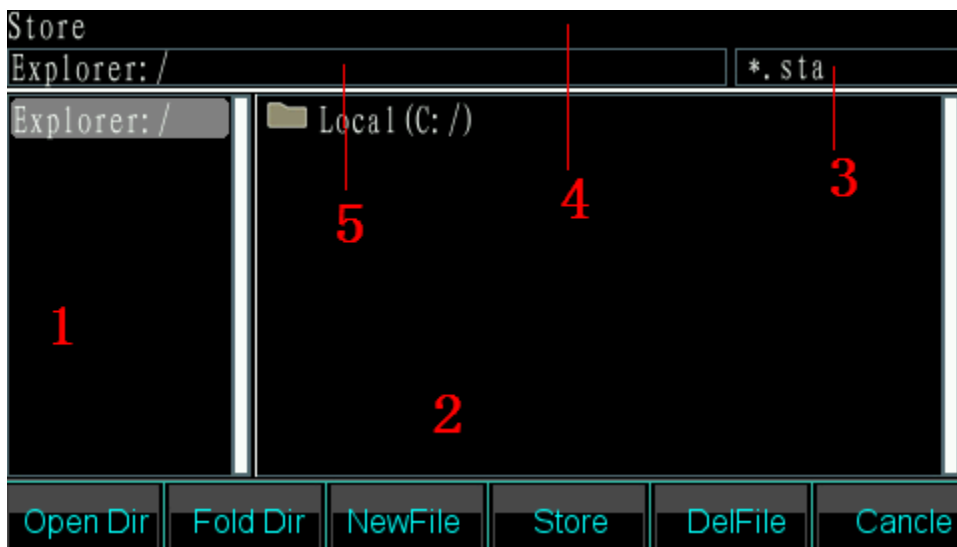 Store
Explorer:/
*.sta
Explorer:/
Local(C:/)
1
2
3
4
5
Open Dir
Fold Dir
NewFile
Store
DelFile
Cancle